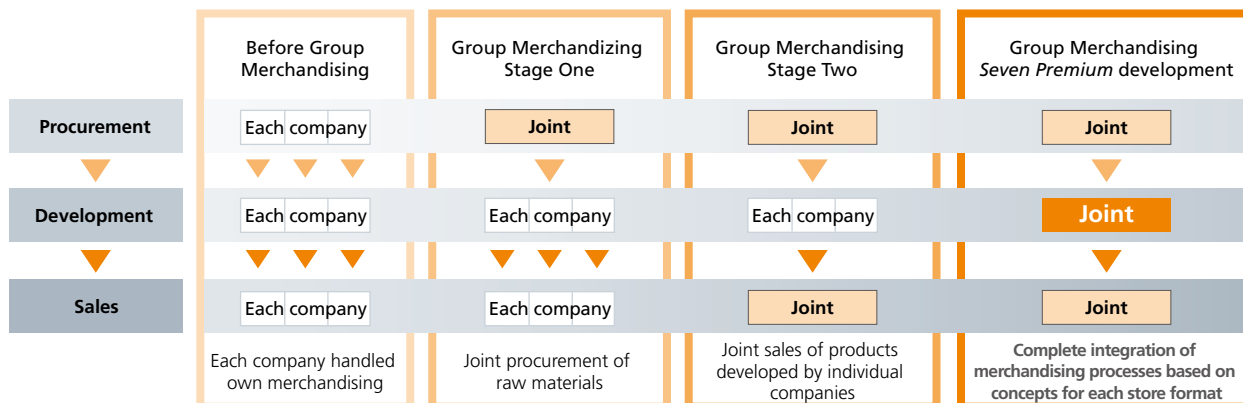 Before Group
Merchandising
Group Merchandizing
Stage One
Group Merchandising
Stage Two
Group Merchandising
Seven Premium development
Procurement
Each company
Joint
Joint
Joint
Development
Each company
Each company
Each company
Joint
Sales
Each company
Each company
Joint
Joint
Each company handled
own merchandising
Joint procurement of
raw materials
Joint sales of products
developed by individual
companies
Complete integration of
merchandising processes based on
concepts for each store format